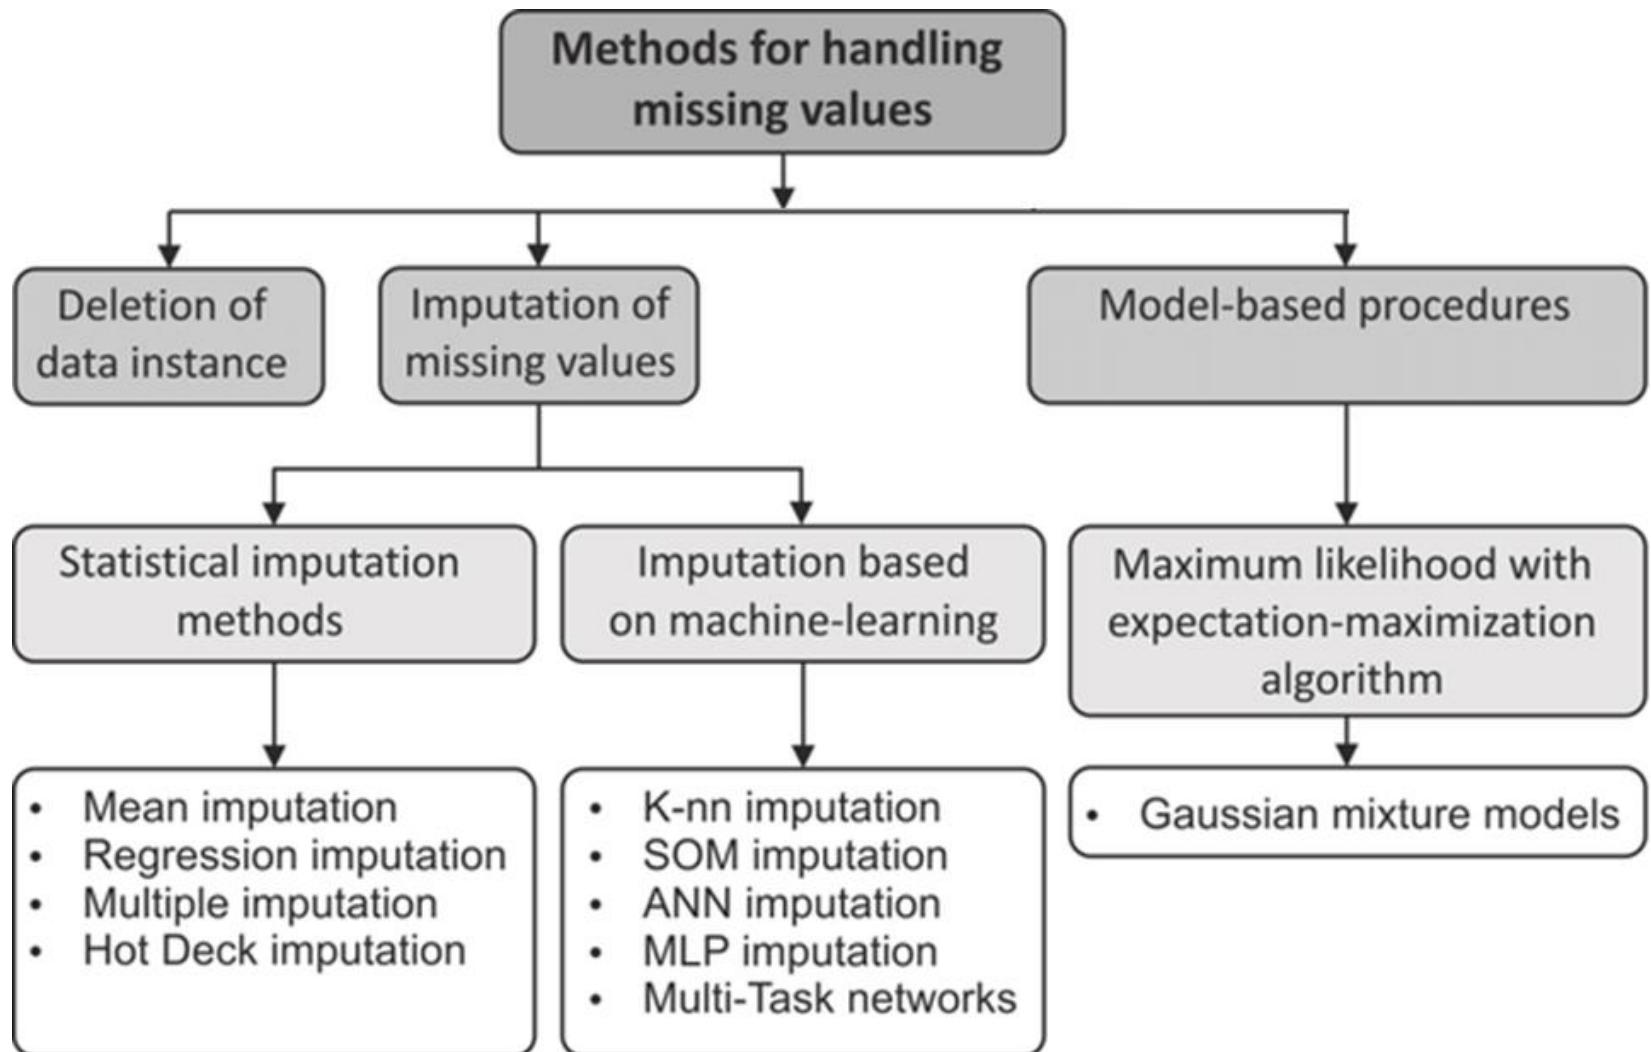 Methods for handling
missing values
Deletion of
data instance
Imputation of
missing values
Model-based procedures
Statistical imputation
methods
Imputation based
on machine-learning
Maximum likelihood with
expectation-maximization
algorithm
• Mean imputation
• Regression imputation
• Multiple imputation
• Hot Deck imputation
• K-nn imputation
• SOM imputation
• ANN imputation
• MLP imputation
• Multi-Task networks
• Gaussian mixture models